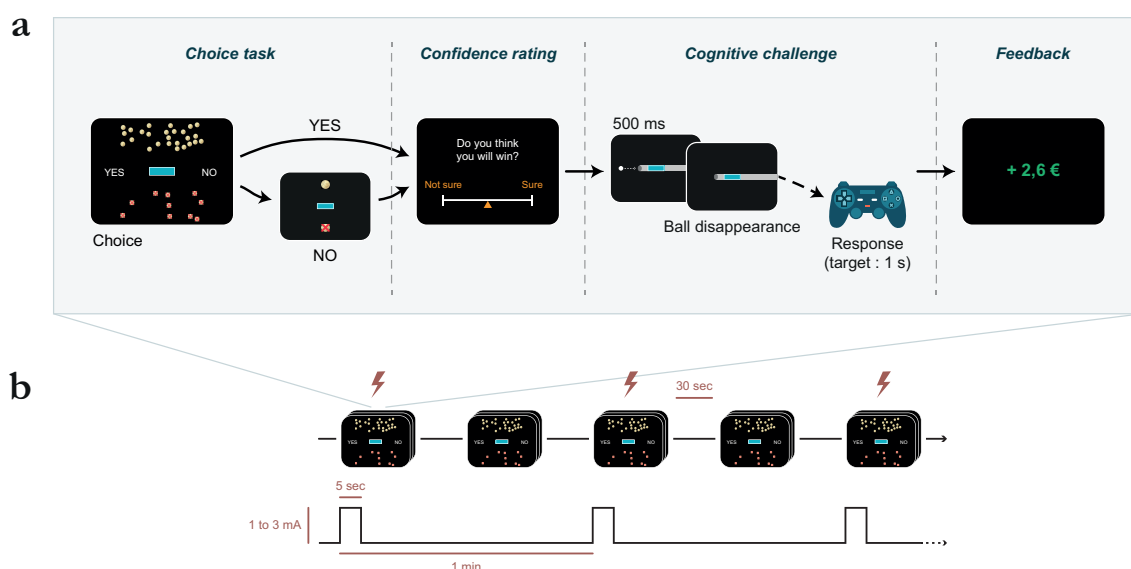 a
Choice task
Confidence rating
Cognitive challenge
Feedback
YES
NO
Choice
YES
NO
Do you think
you will win?
Not sure
Sure
500 ms
Ball disappearance
Response
(target : 1 s)
+ 2,6 €
b
30 sec
YES
NO
YES
NO
YES
NO
YES
NO
YES
NO
5 sec
1 to 3 mA
1 min